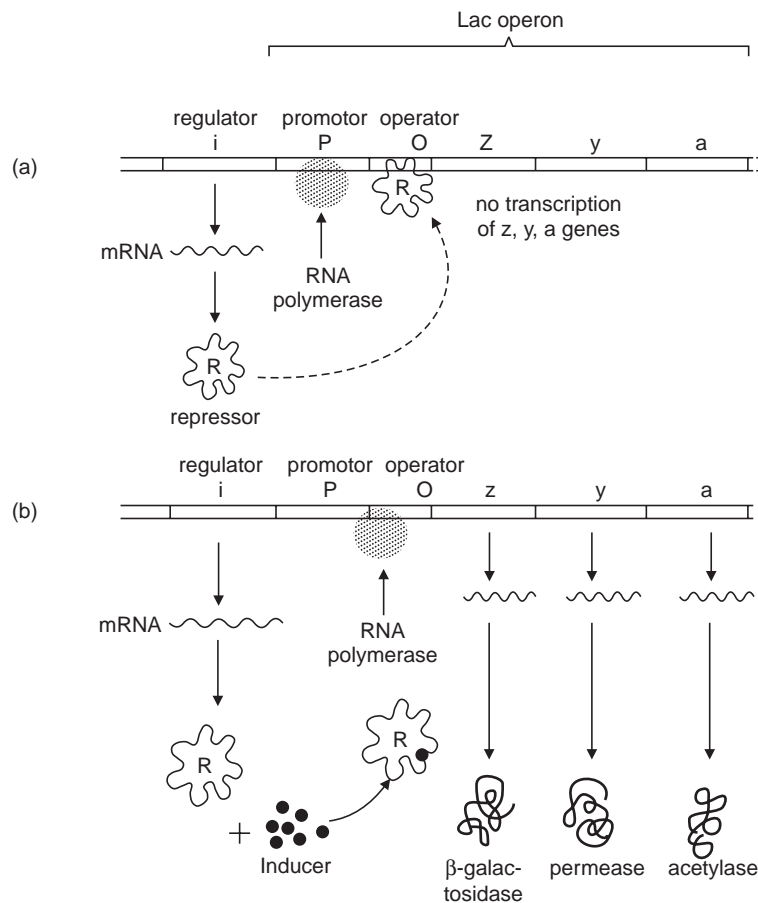 Lac operon
regulator promotor operator
i P O Z y a
(a)
R
no transcription
of z, y, a genes
mRNA
RNA
polymerase
R
repressor
regulator promotor operator
i P O z y a
(b)
mRNA
RNA
polymerase
R
R
+
Inducer
β-galac-
tosidase
permease
acetylase